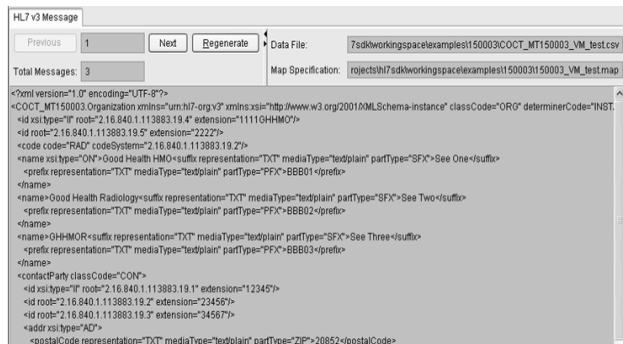 HL7 v3 Message
Previous 1 Next Regenerate Data File: 7sdk\workingspace\examples\150003\COCT_MT150003_VM_test.csv
Total Messages: 3 Map Specification: rojects\hl7sdk\workingspace\examples\150003\150003_VM_test.map
<?xml version="1.0" encoding="UTF-8"?>
<COCT_MT150003.Organization xmlns="urn:hl7-org:v3" xmlns:xsi="http://www.w3.org/2001/XMLSchema-instance" classCode="ORG" determinerCode="INST.
<id xsi:type="II" root="2.16.840.1.113883.19.4" extension="1111GHHMO"/>
<id root="2.16.840.1.113883.19.5" extension="2222"/>
<code code="RAD" codeSystem="2.16.840.1.113883.19.2"/>
<name xsi:type="ON">Good Health HMO<suffix representation="TXT" mediaType="text/plain" partType="SFX">See One</suffix>
<prefix representation="TXT" mediaType="text/plain" partType="PFX">BBB01</prefix>
</name>
<name>Good Health Radiology<suffix representation="TXT" mediaType="text/plain" partType="SFX">See Two</suffix>
<prefix representation="TXT" mediaType="text/plain" partType="PFX">BBB02</prefix>
</name>
<name>GHHMOR<suffix representation="TXT" mediaType="text/plain" partType="SFX">See Three</suffix>
<prefix representation="TXT" mediaType="text/plain" partType="PFX">BBB03</prefix>
</name>
<contactParty classCode="CON">
<id xsi:type="II" root="2.16.840.1.113883.19.1" extension="12345"/>
<id root="2.16.840.1.113883.19.2" extension="23456"/>
<id root="2.16.840.1.113883.19.3" extension="34567"/>
<addr xsi:type="AD">
<postalCode representation="TXT" mediaType="text/plain" partType="ZIP">20852</postalCode>